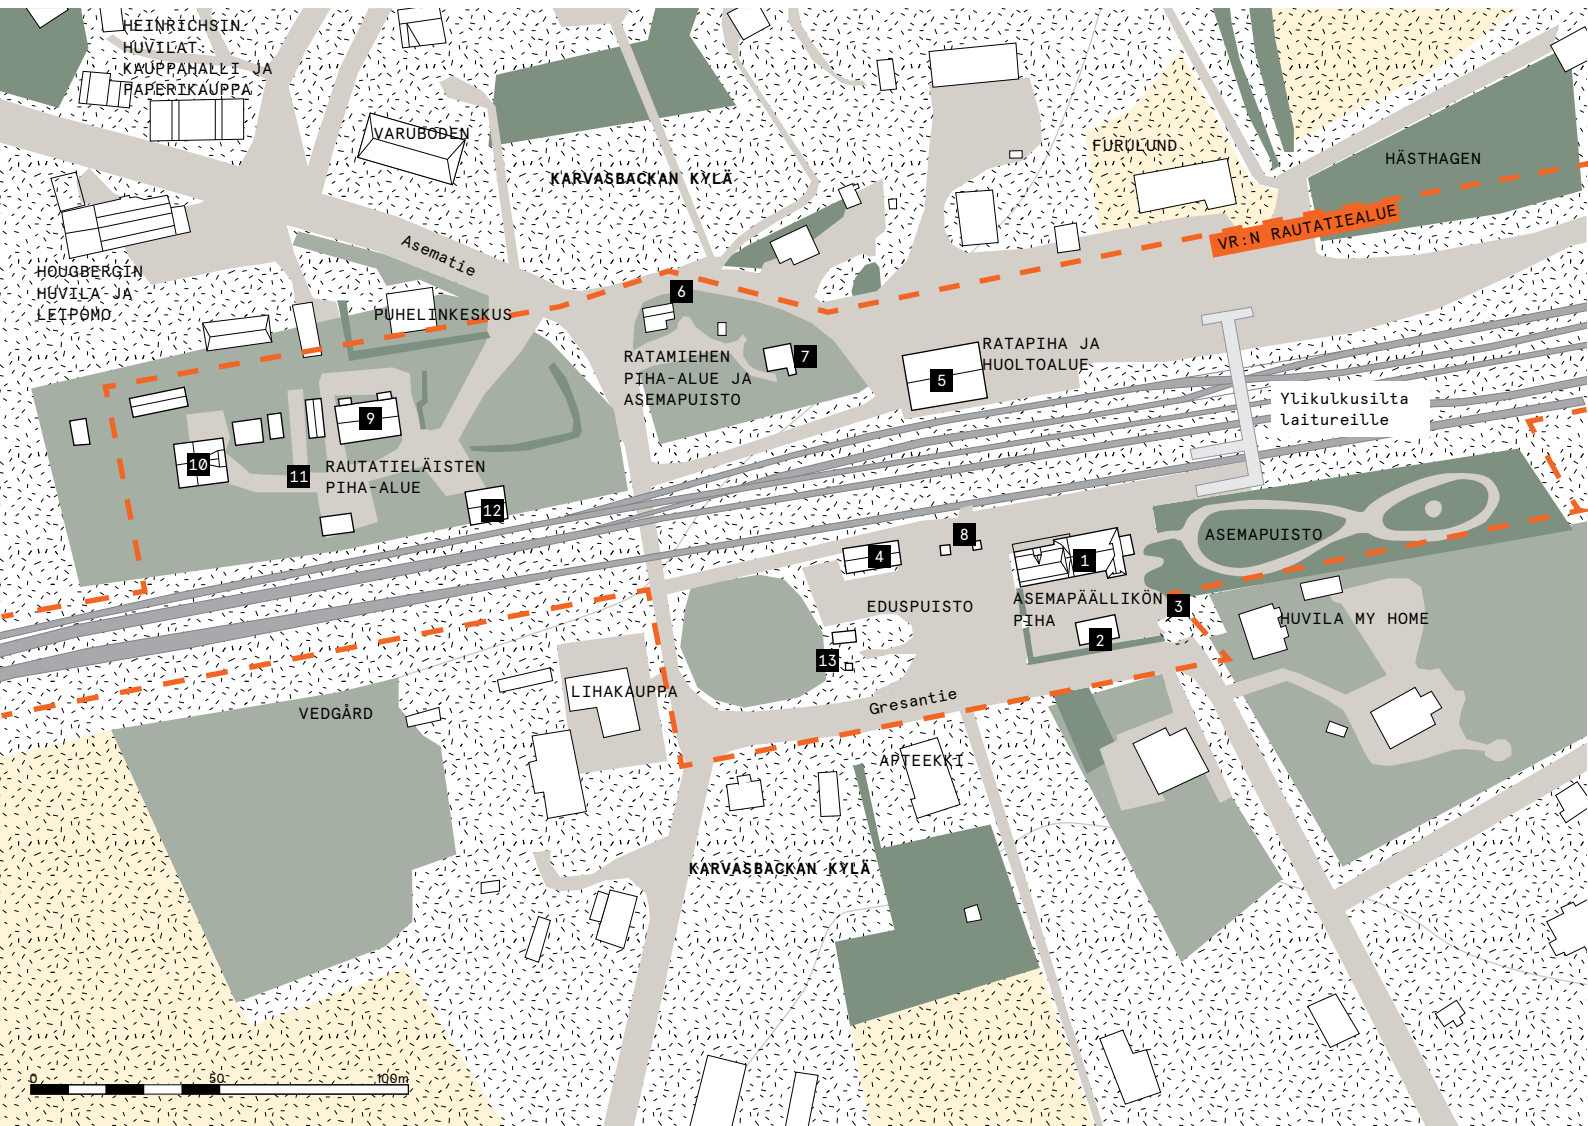 HEINRICHSIN
HUVILAT:
KAUPPAHALLI JA
PAPERIKAUPPA
VARUBODEN
KARVASBACKAN KYLÄ
FURULUND
HÄSTHAGEN
VR:N RAUTATIEALUE
Asematie
HOUGBERGIN
HUVILA JA
LEIPOMO
PUHELINKESKUS
6
7
RATAMIEHEN
PIHA-ALUE JA
ASEMAPUISTO
5
RATAPIHA JA
HUOLTOALUE
Ylikulkusilta
laitureille
9
10
11
RAUTATIELÄISTEN
PIHA-ALUE
12
4
8
1
ASEMAPUISTO
EDUSPUISTO
ASEMAPÄÄLLIKÖN
PIHA
3
2
13
HUVILA MY HOME
LIHAKAUPPA
Gresantie
VEDGÅRD
APTEEKKI
KARVASBACKAN KYLÄ
0 50 100m